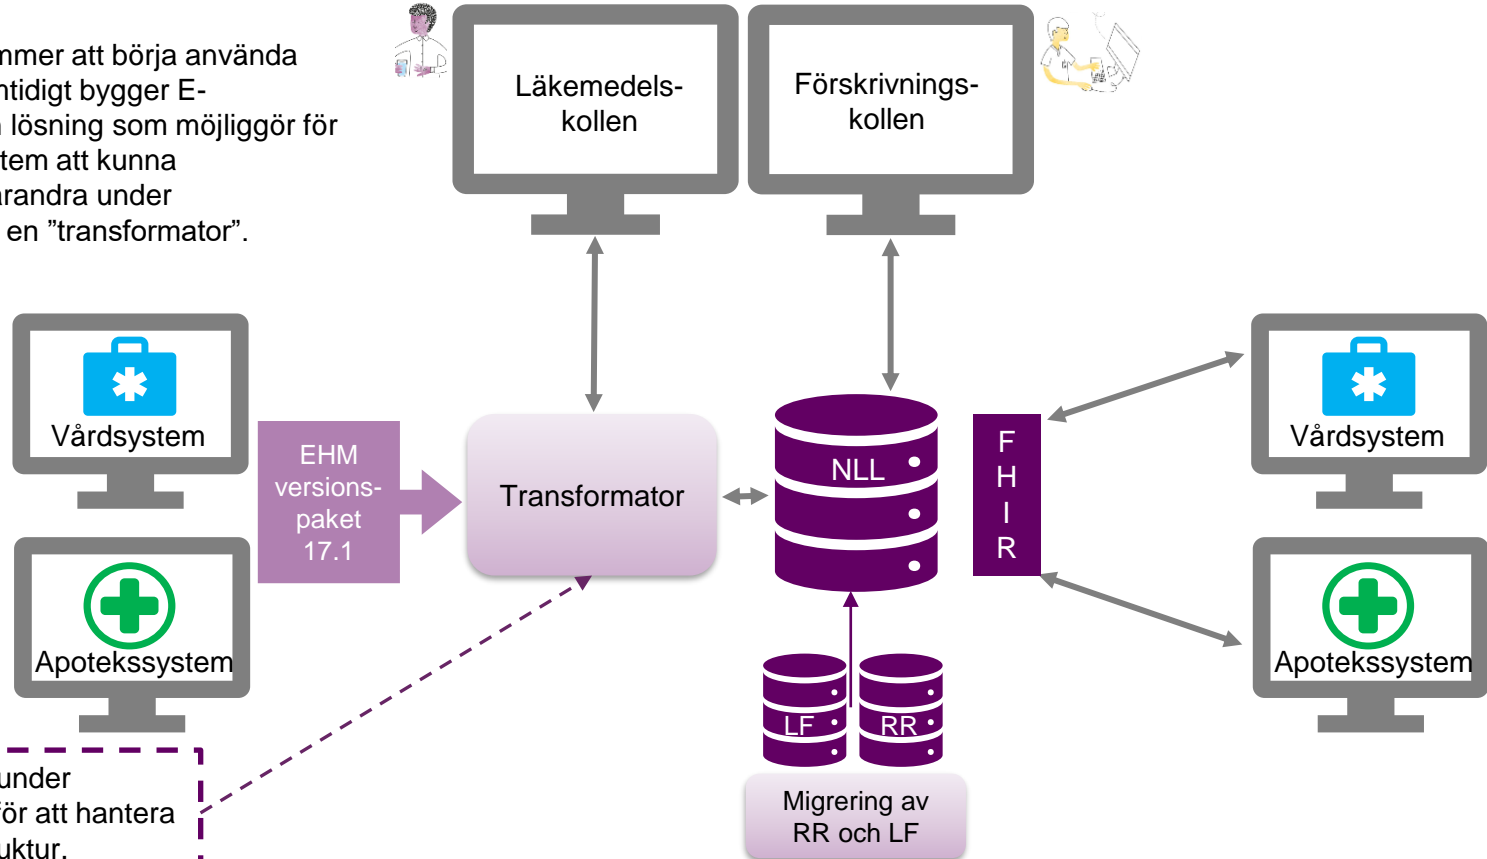 mmer att börja använda
ntidigt bygger E-
lösning som möjliggör för
tem att kunna
arandra under
en ”transformator”.
Läkemedels-
kollen
Förskrivnings-
kollen
Vårdsystem
Apotekssystem
EHM
versions-
paket
17.1
Transformator
NLL
F
H
I
R
Vårdsystem
Apotekssystem
LF
RR
Migrering av
RR och LF
under
för att hantera
uktur.